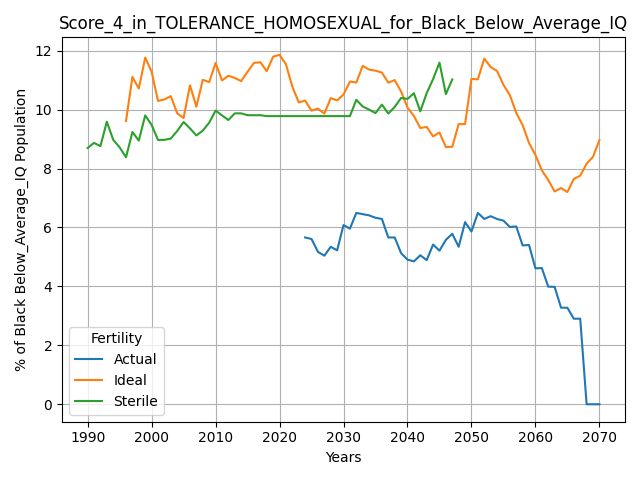 Score_4_in_TOLERANCE_HOMOSEXUAL_for_Black_Below_Average_IQ
% of Black Below_Average_IQ Population
12
10
8
6
4
2
0
Fertility
Actual
Ideal
Sterile
1990 2000 2010 2020 2030 2040 2050 2060 2070
Years